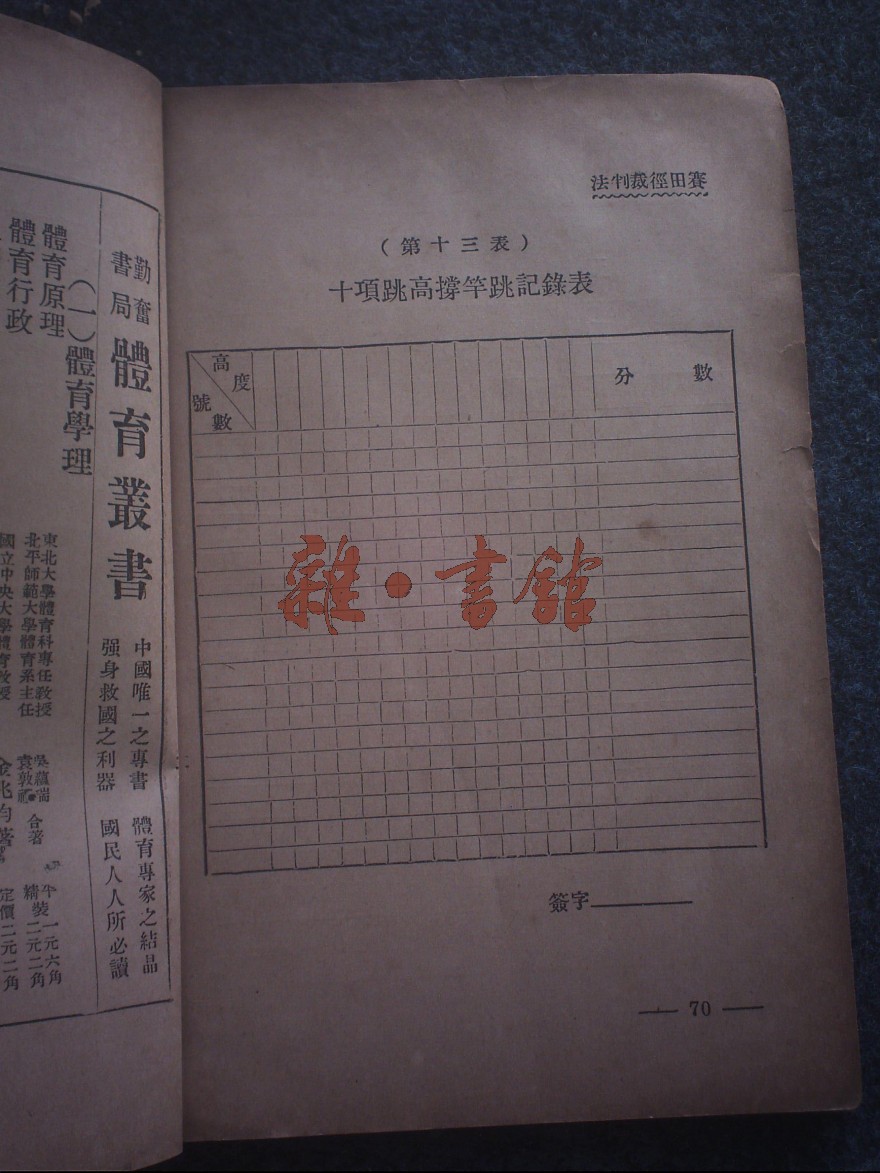 法判裁徑田賽
（第十三表）
十項跳高撐竿跳記錄表
高度
號數
分數
簽字
— 70 —
雜·書館
勤奮書局
體育叢書
中國唯一之專書
强身救國之利器
體育專家之結品
國民人人所必讀
（一）體育學理
體育原理
東北大學體育科專任教授
北平師範大學體育系主任
袁敦禮
合著
平裝一元六角
精裝二元二角
體育行政
國立中央大學體育教授
金兆均著
定價二元二角